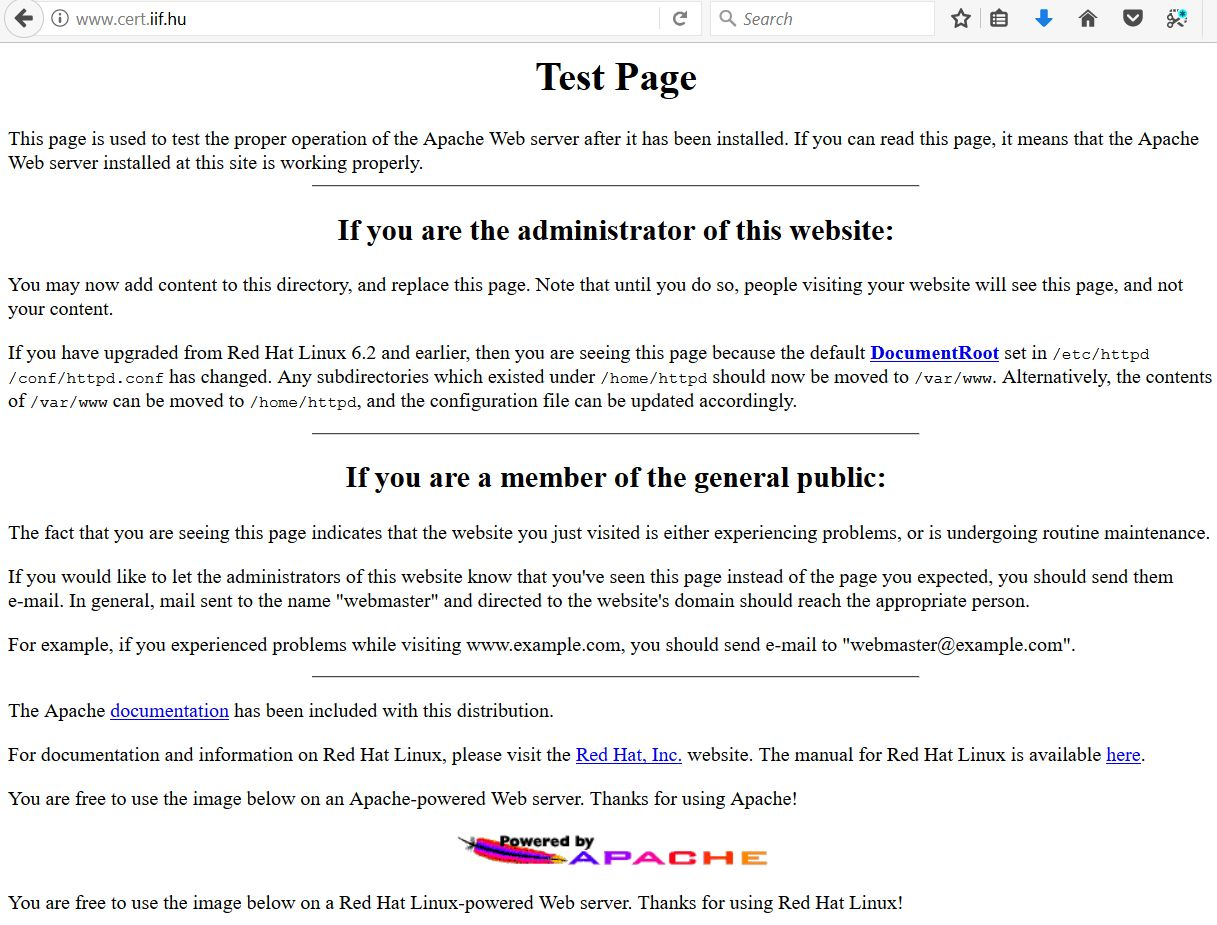 www.cert.iif.hu
Search
Test Page
This page is used to test the proper operation of the Apache Web server after it has been installed. If you can read this page, it means that the Apache
Web server installed at this site is working properly.
If you are the administrator of this website:
You may now add content to this directory, and replace this page. Note that until you do so, people visiting your website will see this page, and not
your content.
If you have upgraded from Red Hat Linux 6.2 and earlier, then you are seeing this page because the default DocumentRoot set in /etc/httpd
/conf/httpd.conf has changed. Any subdirectories which existed under /home/httpd should now be moved to /var/www. Alternatively, the contents
of /var/www can be moved to /home/httpd, and the configuration file can be updated accordingly.
If you are a member of the general public:
The fact that you are seeing this page indicates that the website you just visited is either experiencing problems, or is undergoing routine maintenance.
If you would like to let the administrators of this website know that you've seen this page instead of the page you expected, you should send them
e-mail. In general, mail sent to the name "webmaster" and directed to the website's domain should reach the appropriate person.
For example, if you experienced problems while visiting www.example.com, you should send e-mail to "webmaster@example.com".
The Apache documentation has been included with this distribution.
For documentation and information on Red Hat Linux, please visit the Red Hat, Inc. website. The manual for Red Hat Linux is available here.
You are free to use the image below on an Apache-powered Web server. Thanks for using Apache!
Powered by
APACHE
You are free to use the image below on a Red Hat Linux-powered Web server. Thanks for using Red Hat Linux!